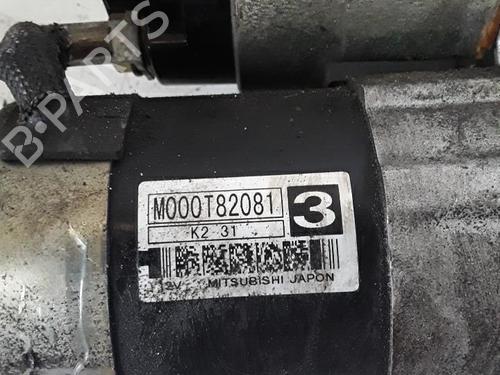 B-PARTS
M000T82081 3
K2 31
12V MITSUBISHI JAPON